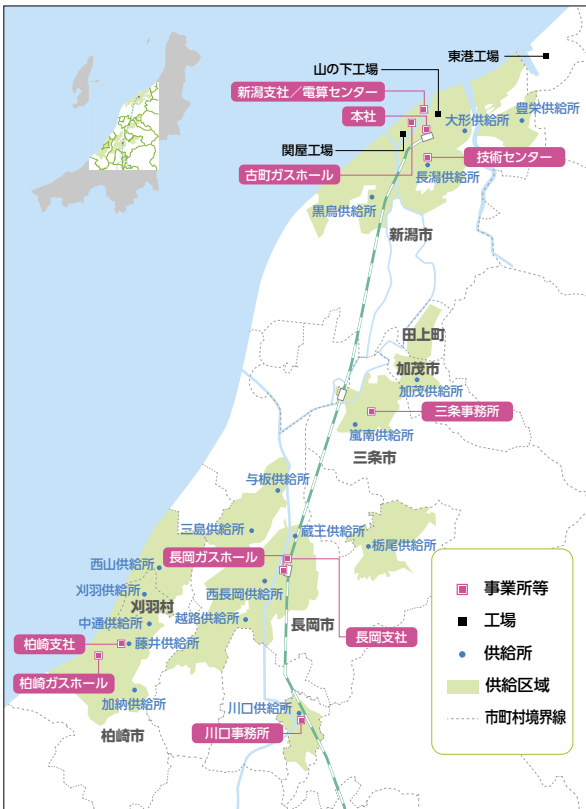 東港工場
山の下工場
新潟支社／電算センター
豊栄供給所
本社
大形供給所
関屋工場
技術センター
古町ガスホール
長潟供給所
黒鳥供給所
新潟市
田上町
加茂市
加茂供給所
三条事務所
嵐南供給所
三条市
与板供給所
三島供給所
蔵王供給所
栃尾供給所
長岡ガスホール
西山供給所
刈羽供給所
西長岡供給所
刈羽村
中通供給所
越路供給所
長岡市
長岡支社
柏崎支社
藤井供給所
柏崎ガスホール
加納供給所
川口供給所
川口事務所
柏崎市
事業所等
工場
供給所
供給区域
市町村境界線